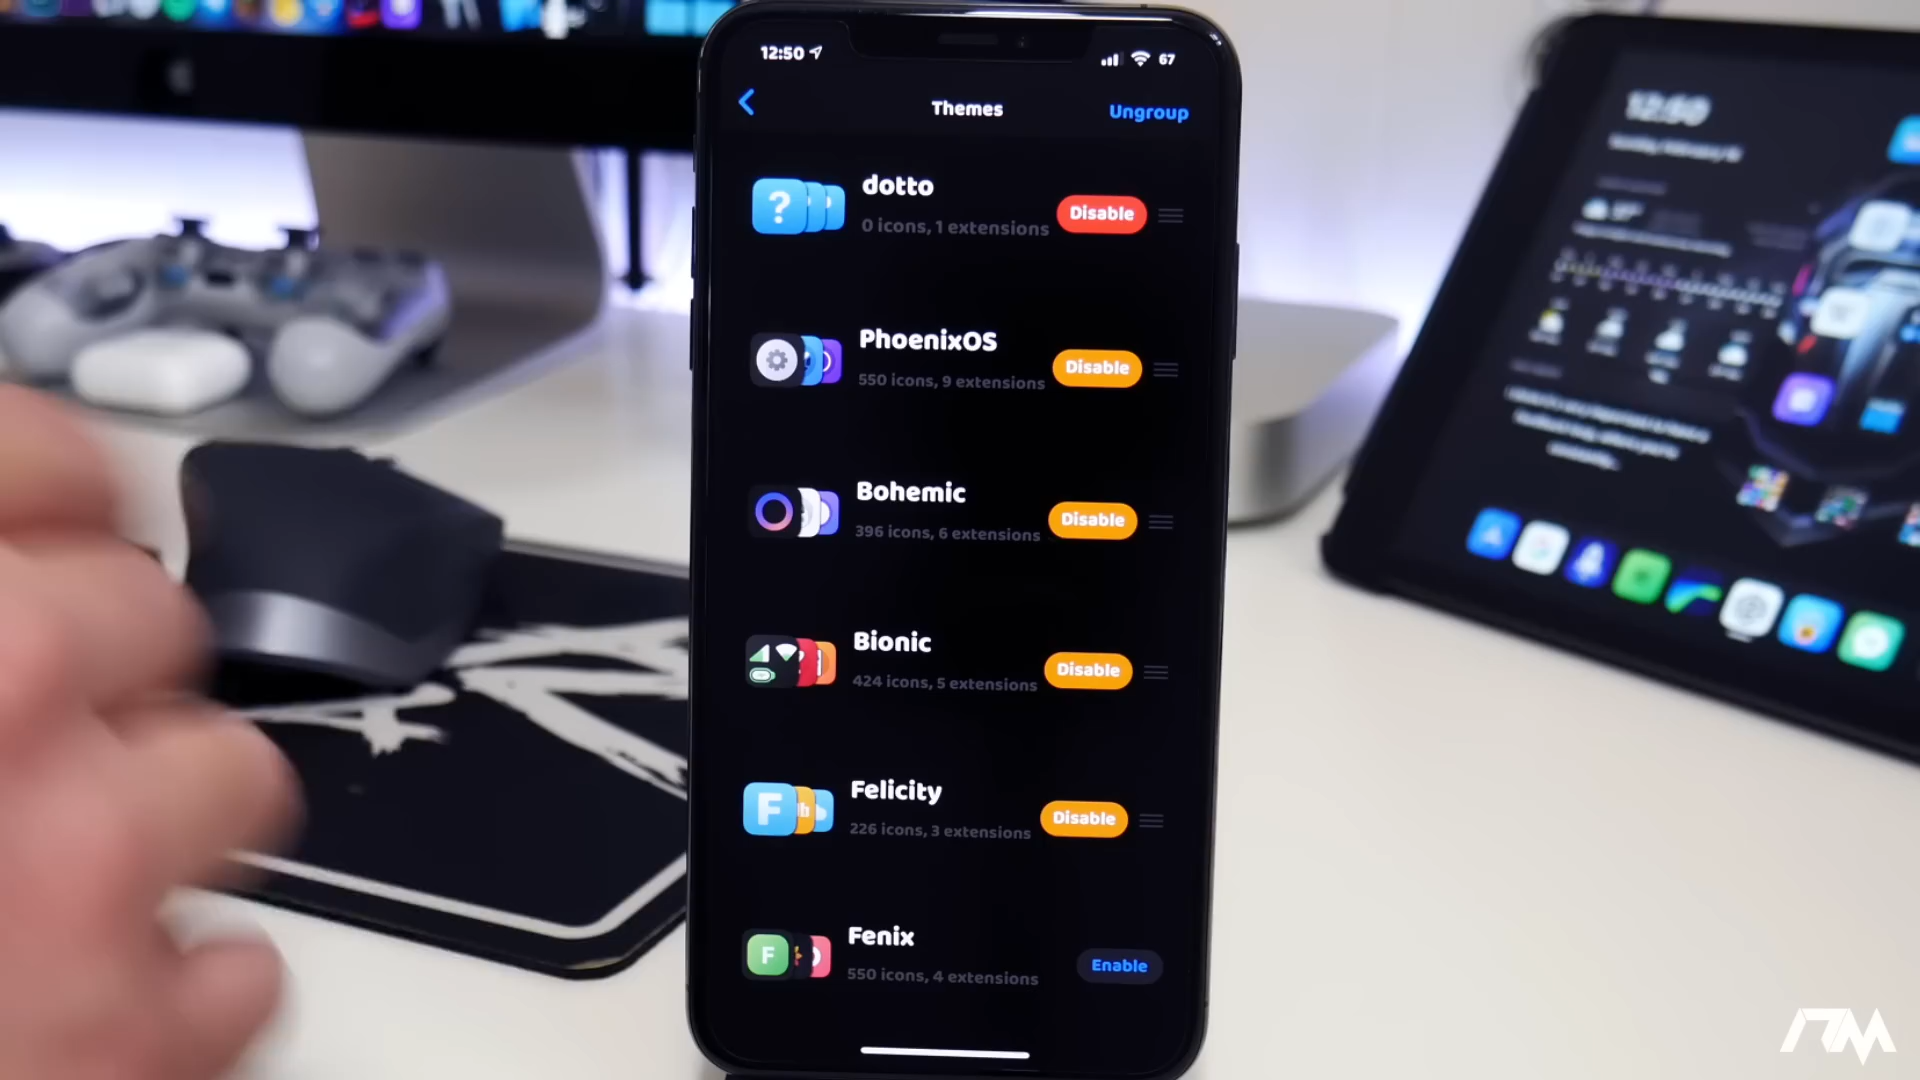 12:50
67
Themes
Ungroup
dotto
0 icons, 1 extensions
Disable
PhoenixOS
550 icons, 9 extensions
Disable
Bohemic
396 icons, 6 extensions
Disable
Bionic
424 icons, 5 extensions
Disable
Felicity
226 icons, 3 extensions
Disable
Fenix
550 icons, 4 extensions
Enable
12:50